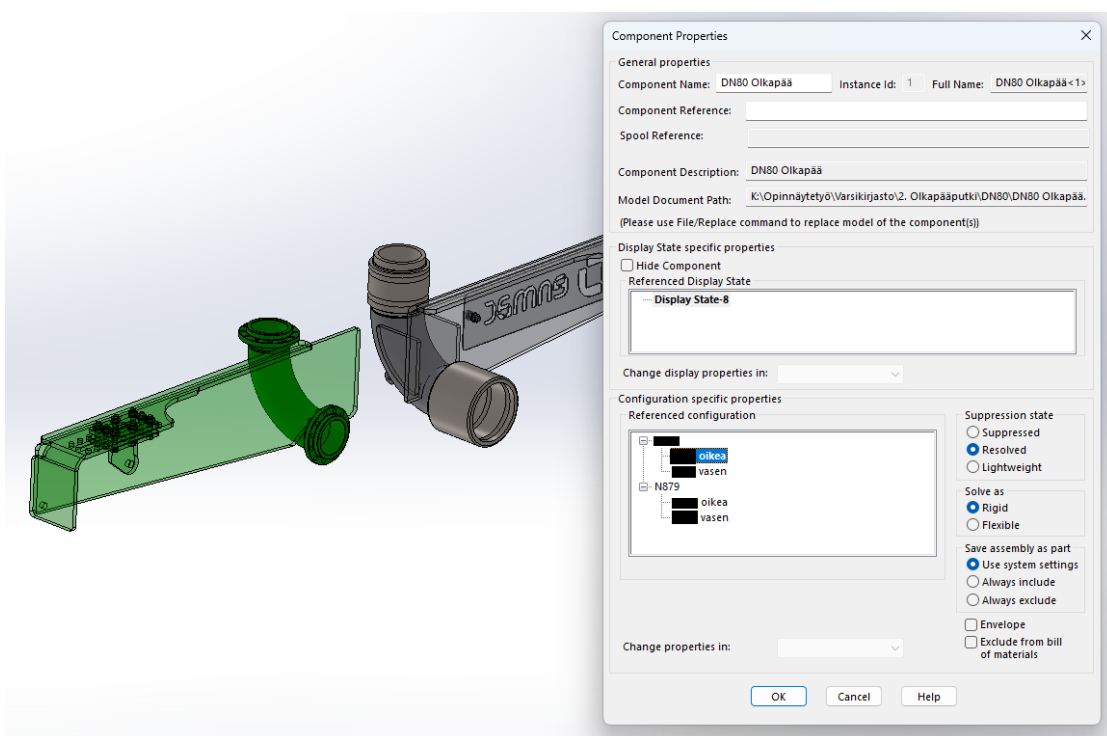 Component Properties
General properties
Component Name: DN80 Olkapää Instance Id: 1 Full Name: DN80 Olkapää<1>
Component Reference:
Spool Reference:
Component Description: DN80 Olkapää
Model Document Path: K:\Opinnäytetyö\Varsikirjasto\2. Olkapääputki\DN80\DN80 Olkapää.
(Please use File/Replace command to replace model of the component(s))
Display State specific properties
Hide Component
Referenced Display State
Display State-8
Change display properties in:
Configuration specific properties
Referenced configuration
oikea
vasen
N879
oikea
vasen
Suppression state
Suppressed
Resolved
Lightweight
Solve as
Rigid
Flexible
Save assembly as part
Use system settings
Always include
Always exclude
Envelope
Exclude from bill
of materials
Change properties in:
OK Cancel Help